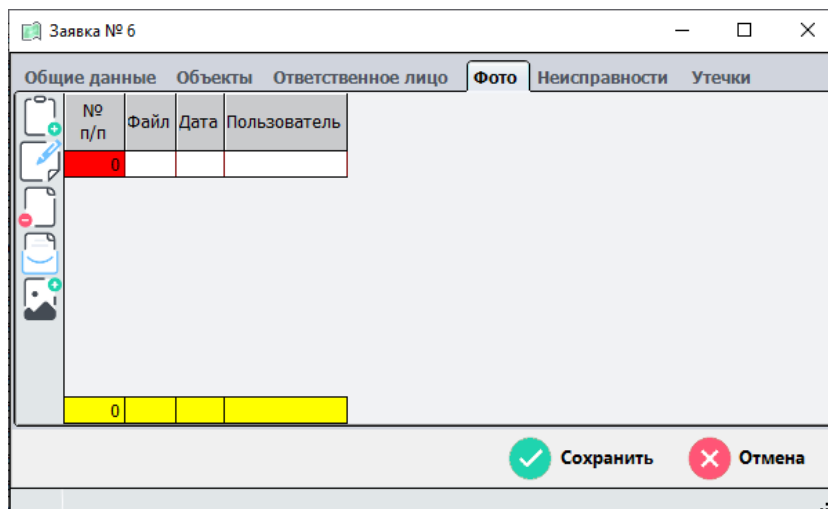 Заявка № 6
Общие данные Объекты Ответственное лицо Фото Неисправности Утечки
№ п/п Файл Дата Пользователь
0
0
Сохранить Отмена